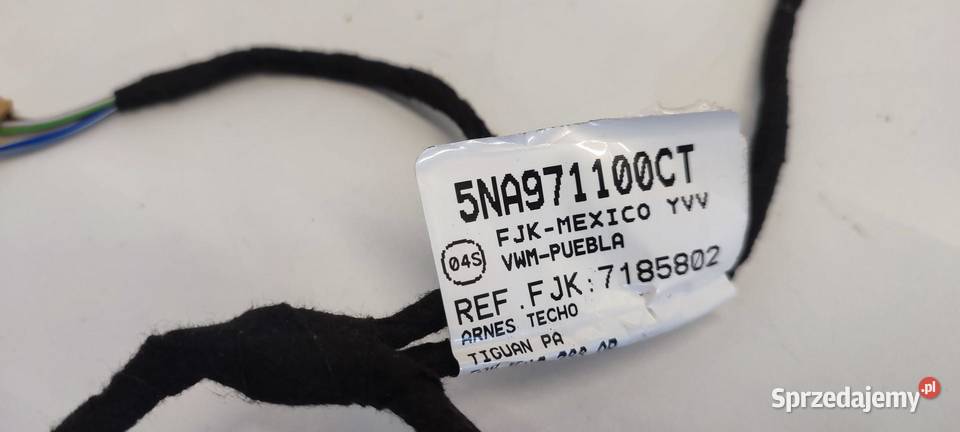 5NA971100CT
FJK-MEXICO YVV
04S VWM-PUEBLA
REF.FJK:7185802
ARNES TECHO
TIGUAN PA
Sprzedajemy.pl